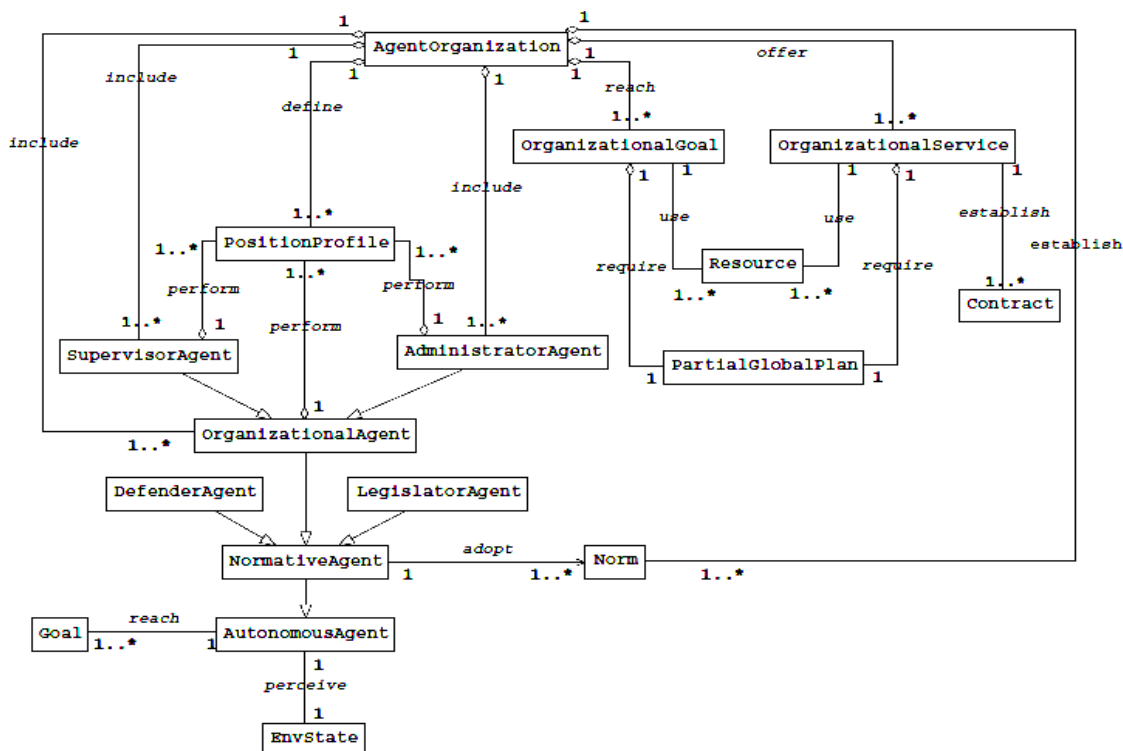 1 1
AgentOrganization
1 1 offer
include 1 1 1 1
reach
define
1..* 1..*
include OrganizationalGoal OrganizationalService
include 1 1 1 1 1
use use establish
1..* establish
1..* PositionProfile 1..*
1..* require Resource require
perform perform 1..* 1..* 1..*
Contract
1..* 1 perform 1 1..*
SupervisorAgent AdministratorAgent
PartialGlobalPlan
1 1
1
OrganizationalAgent
1..*
DefenderAgent LegislatorAgent
adopt
NormativeAgent Norm
1 1..* 1..*
reach
Goal AutonomousAgent
1..* 1
1
perceive
1
EnvState